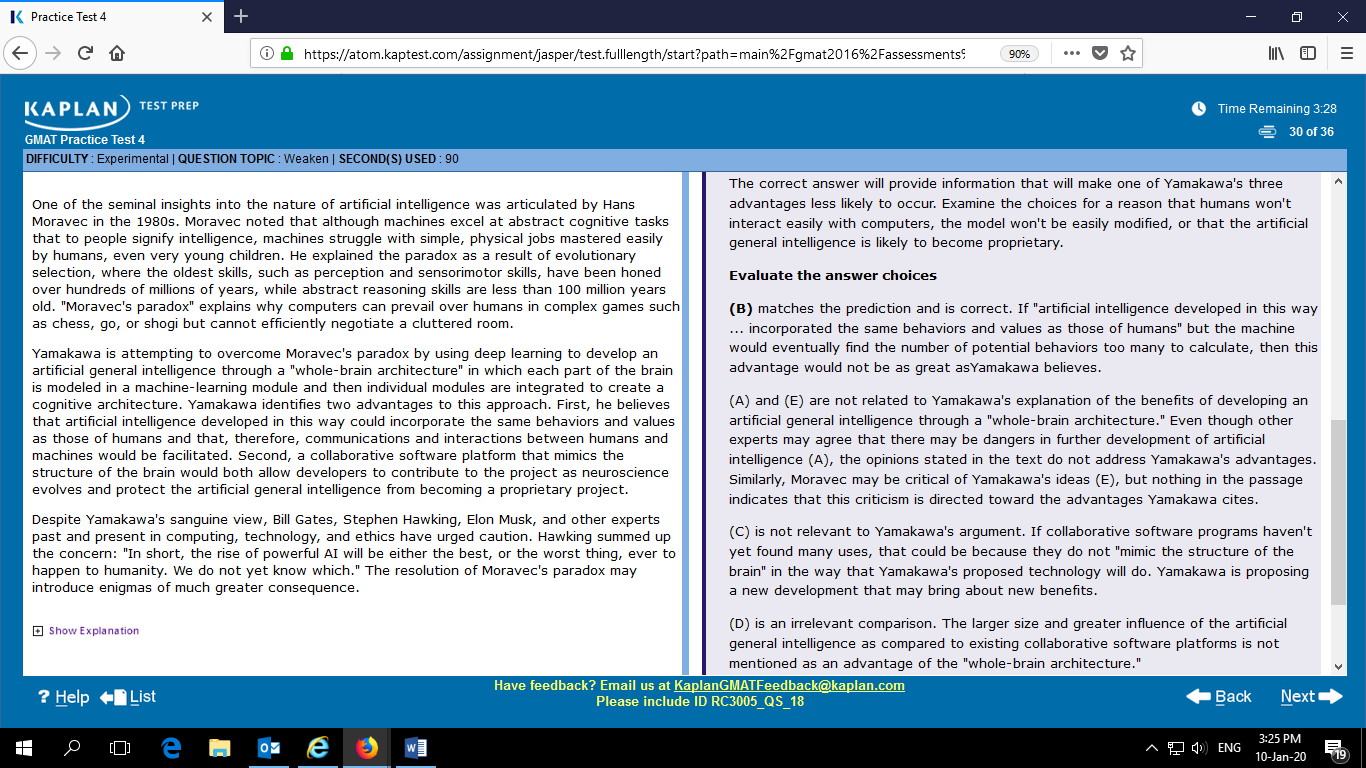 Practice Test 4
https://atom.kaptest.com/assignment/jasper/test.fulllength/start?path=main%2Fgmat2016%2Fassessments%
90%
KAPLAN TEST PREP
GMAT Practice Test 4
Time Remaining 3:28
30 of 36
DIFFICULTY : Experimental | QUESTION TOPIC : Weaken | SECOND(S) USED : 90
One of the seminal insights into the nature of artificial intelligence was articulated by Hans
Moravec in the 1980s. Moravec noted that although machines excel at abstract cognitive tasks
that to people signify intelligence, machines struggle with simple, physical jobs mastered easily
by humans, even very young children. He explained the paradox as a result of evolutionary
selection, where the oldest skills, such as perception and sensorimotor skills, have been honed
over hundreds of millions of years, while abstract reasoning skills are less than 100 million years
old. "Moravec's paradox" explains why computers can prevail over humans in complex games such
as chess, go, or shogi but cannot efficiently negotiate a cluttered room.
Yamakawa is attempting to overcome Moravec's paradox by using deep learning to develop an
artificial general intelligence through a "whole-brain architecture" in which each part of the brain
is modeled in a machine-learning module and then individual modules are integrated to create a
cognitive architecture. Yamakawa identifies two advantages to this approach. First, he believes
that artificial intelligence developed in this way could incorporate the same behaviors and values
as those of humans and that, therefore, communications and interactions between humans and
machines would be facilitated. Second, a collaborative software platform that mimics the
structure of the brain would both allow developers to contribute to the project as neuroscience
evolves and protect the artificial general intelligence from becoming a proprietary project.
Despite Yamakawa's sanguine view, Bill Gates, Stephen Hawking, Elon Musk, and other experts
past and present in computing, technology, and ethics have urged caution. Hawking summed up
the concern: "In short, the rise of powerful AI will be either the best, or the worst thing, ever to
happen to humanity. We do not yet know which." The resolution of Moravec's paradox may
introduce enigmas of much greater consequence.
Show Explanation
The correct answer will provide information that will make one of Yamakawa's three
advantages less likely to occur. Examine the choices for a reason that humans won't
interact easily with computers, the model won't be easily modified, or that the artificial
general intelligence is likely to become proprietary.
Evaluate the answer choices
(B) matches the prediction and is correct. If "artificial intelligence developed in this way
... incorporated the same behaviors and values as those of humans" but the machine
would eventually find the number of potential behaviors too many to calculate, then this
advantage would not be as great asYamakawa believes.
(A) and (E) are not related to Yamakawa's explanation of the benefits of developing an
artificial general intelligence through a "whole-brain architecture." Even though other
experts may agree that there may be dangers in further development of artificial
intelligence (A), the opinions stated in the text do not address Yamakawa's advantages.
Similarly, Moravec may be critical of Yamakawa's ideas (E), but nothing in the passage
indicates that this criticism is directed toward the advantages Yamakawa cites.
(C) is not relevant to Yamakawa's argument. If collaborative software programs haven't
yet found many uses, that could be because they do not "mimic the structure of the
brain" in the way that Yamakawa's proposed technology will do. Yamakawa is proposing
a new development that may bring about new benefits.
(D) is an irrelevant comparison. The larger size and greater influence of the artificial
general intelligence as compared to existing collaborative software platforms is not
mentioned as an advantage of the "whole-brain architecture."
? Help
List
Have feedback? Email us at KaplanGMATFeedback@kaplan.com
Please include ID RC3005_QS_18
Back
Next
ENG
3:25 PM
10-Jan-20
19